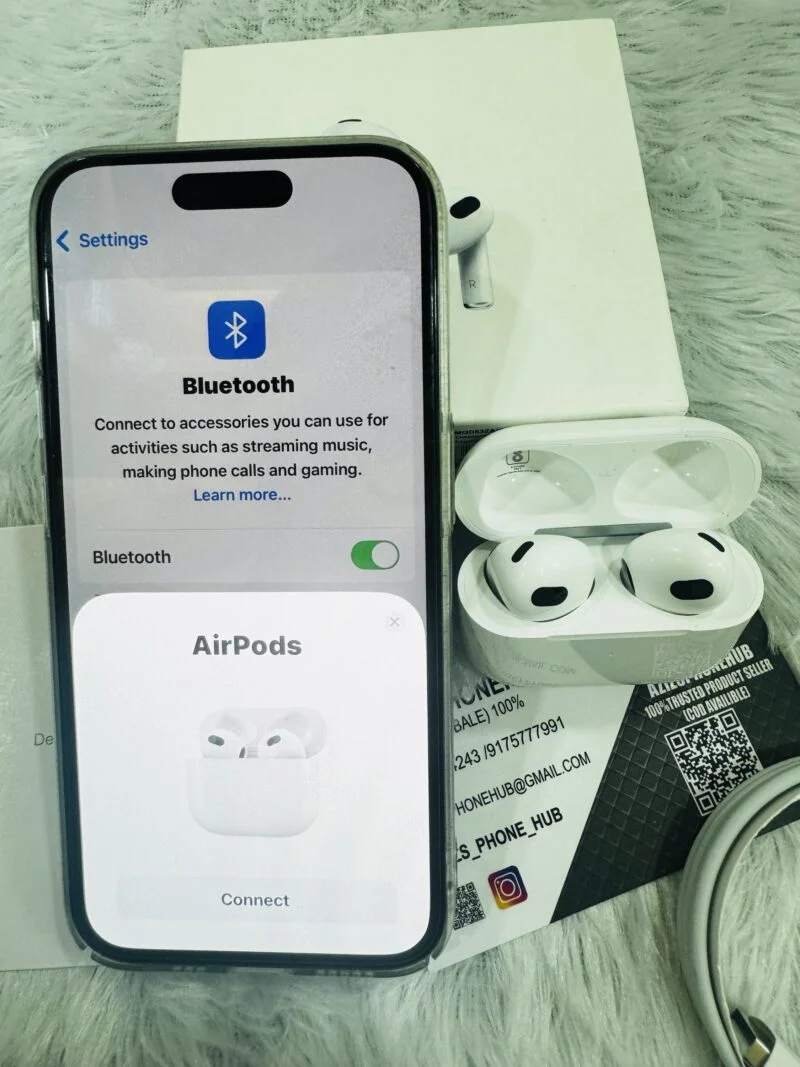 Settings
Bluetooth
Connect to accessories you can use for
activities such as streaming music,
making phone calls and gaming.
Learn more...
Bluetooth
AirPods
Connect
R
De
BALE) 100%
243 /9175777991
HONEHUB@GMAIL.COM
S_PHONE_HUB
100%TRUSTED PRODUCT SELLER
(COD AVAILABLE)